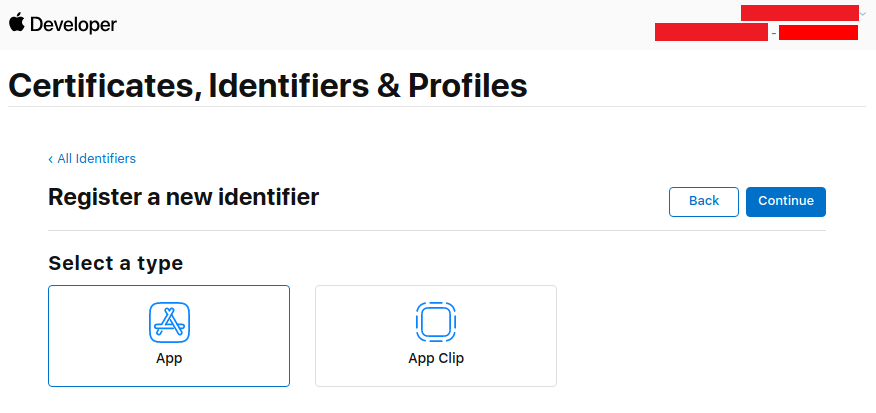 Developer
-
Certificates, Identifiers & Profiles
‹ All Identifiers
Register a new identifier
Back
Continue
Select a type
App
App Clip